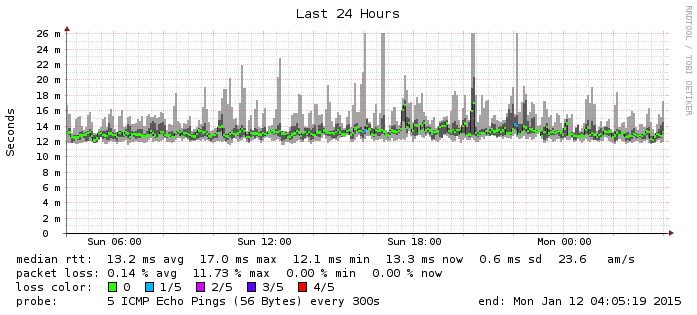 Last 24 Hours
RRDTOOL / TOBI OETIKER
Seconds
26 m
24 m
22 m
20 m
18 m
16 m
14 m
12 m
10 m
8 m
6 m
4 m
2 m
0
Sun 06:00 Sun 12:00 Sun 18:00 Mon 00:00
median rtt: 13.2 ms avg 17.0 ms max 12.1 ms min 13.3 ms now 0.6 ms sd 23.6 am/s
packet loss: 0.14 % avg 11.73 % max 0.00 % min 0.00 % now
loss color: 0 1/5 2/5 3/5 4/5
probe: 5 ICMP Echo Pings (56 Bytes) every 300s end: Mon Jan 12 04:05:19 2015